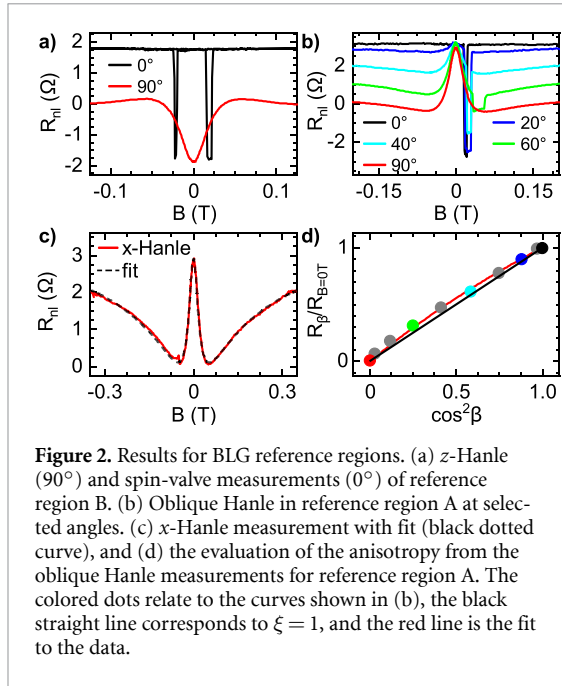 a)
2
1
0
-1
-2
R_nl (Ω)
0°
90°
-0.1 0.0 0.1
B (T)
b)
2
0
-2
R_nl (Ω)
0° 20°
40° 60°
90°
-0.15 0 0.15
B (T)
c)
3
2
1
0
R_nl (Ω)
x-Hanle
fit
-0.3 0 0.3
B (T)
d)
1
0
R_β/R_B=0T
0 0.5 1.0
cos²β
Figure 2. Results for BLG reference regions. (a) z-Hanle
(90°) and spin-valve measurements (0°) of reference
region B. (b) Oblique Hanle in reference region A at selec-
ted angles. (c) x-Hanle measurement with fit (black dotted
curve), and (d) the evaluation of the anisotropy from the
oblique Hanle measurements for reference region A. The
colored dots relate to the curves shown in (b), the black
straight line corresponds to ξ = 1, and the red line is the fit
to the data.